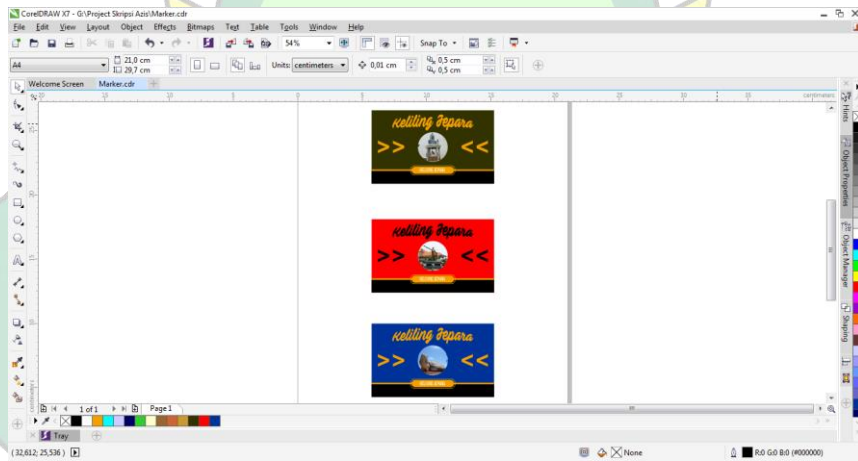 CorelDRAW X7 - G:\Project Skripsi Azis\Marker.cdr
File Edit View Layout Object Effects Bitmaps Text Table Tools Window Help
54% Snap To
A4 21,0 cm 29,7 cm Units: centimeters 0,01 cm 0,5 cm 0,5 cm
Welcome Screen Marker.cdr
centimeters
Keliling Jepara
>> <<
Keliling Jepara
>> <<
Keliling Jepara
>> <<
Hints
Object Properties
Object Manager
Shaping
1 of 1 Page 1
Tray
(32,612; 25,536) None R:0 G:0 B:0 (#000000)